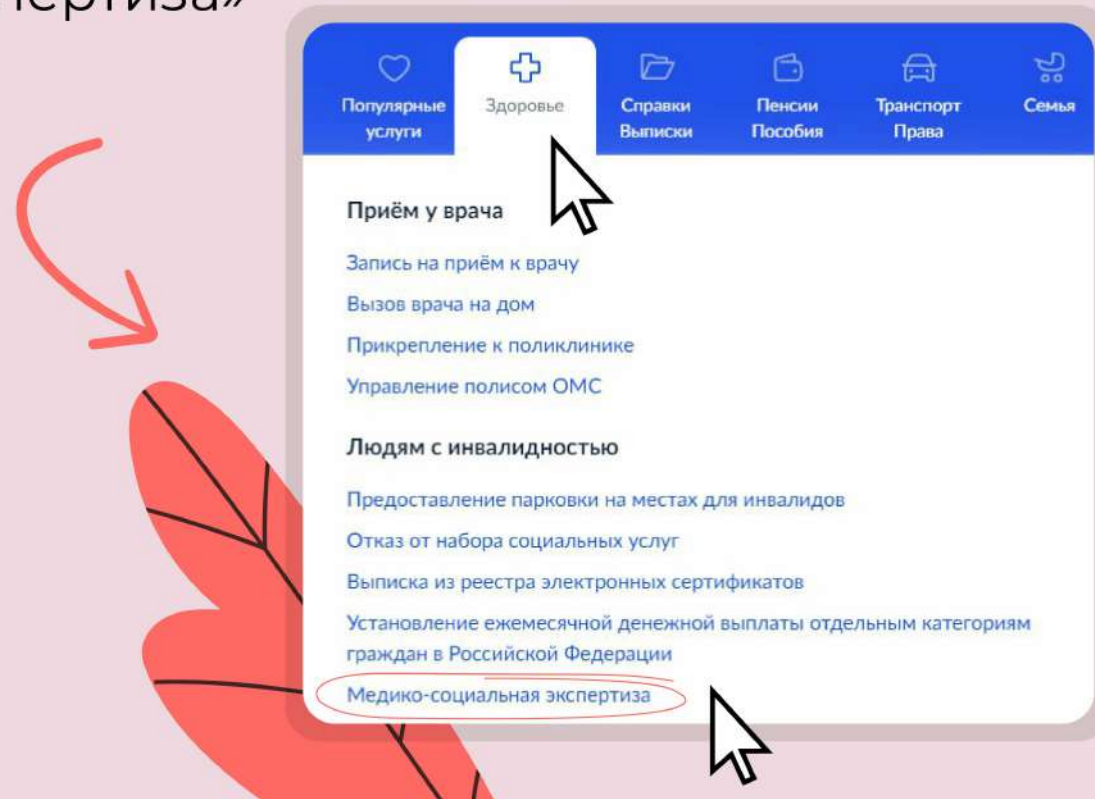 Популярные услуги
Здоровье
Справки Выписки
Пенсии Пособия
Транспорт Права
Семья
Приём у врача
Запись на приём к врачу
Вызов врача на дом
Прикрепление к поликлинике
Управление полисом ОМС
Людям с инвалидностью
Предоставление парковки на местах для инвалидов
Отказ от набора социальных услуг
Выписка из реестра электронных сертификатов
Установление ежемесячной денежной выплаты отдельным категориям
граждан в Российской Федерации
Медико-социальная экспертиза